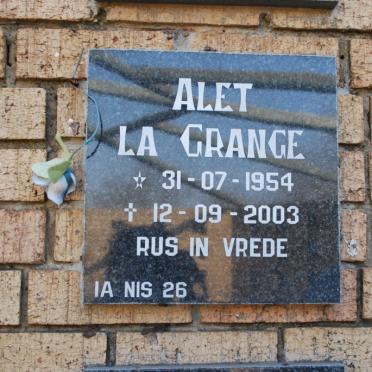 ALET
LA GRANGE
☆ 31-07-1954
✝ 12-09-2003
RUS IN VREDE
IA NIS 26